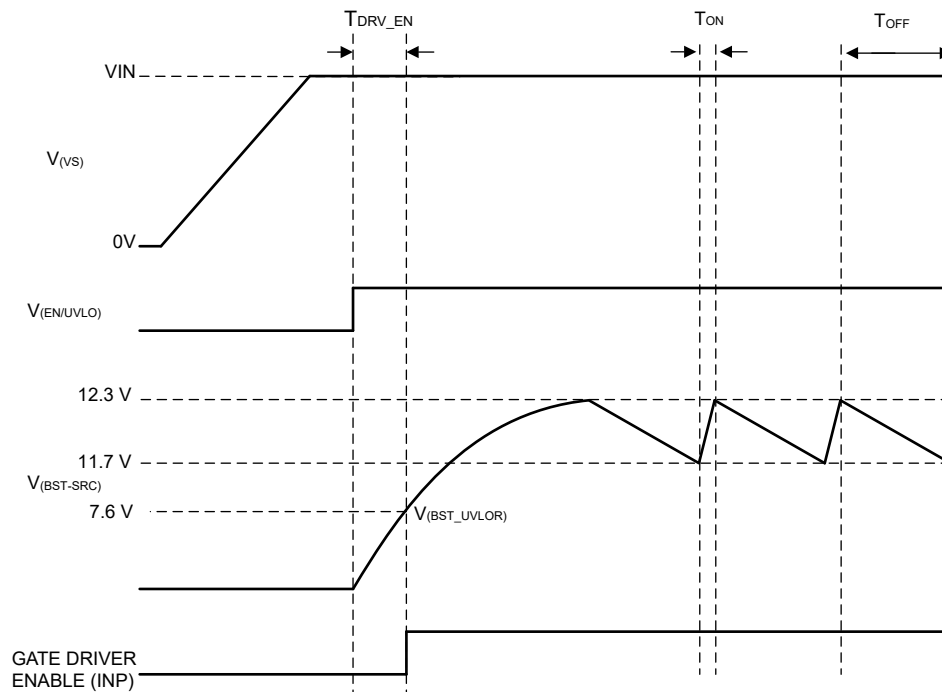 TDRV_EN
TON
TOFF
VIN
V(VS)
0V
V(EN/UVLO)
12.3 V
11.7 V
V(BST-SRC)
7.6 V
V(BST_UVLOR)
GATE DRIVER
ENABLE (INP)